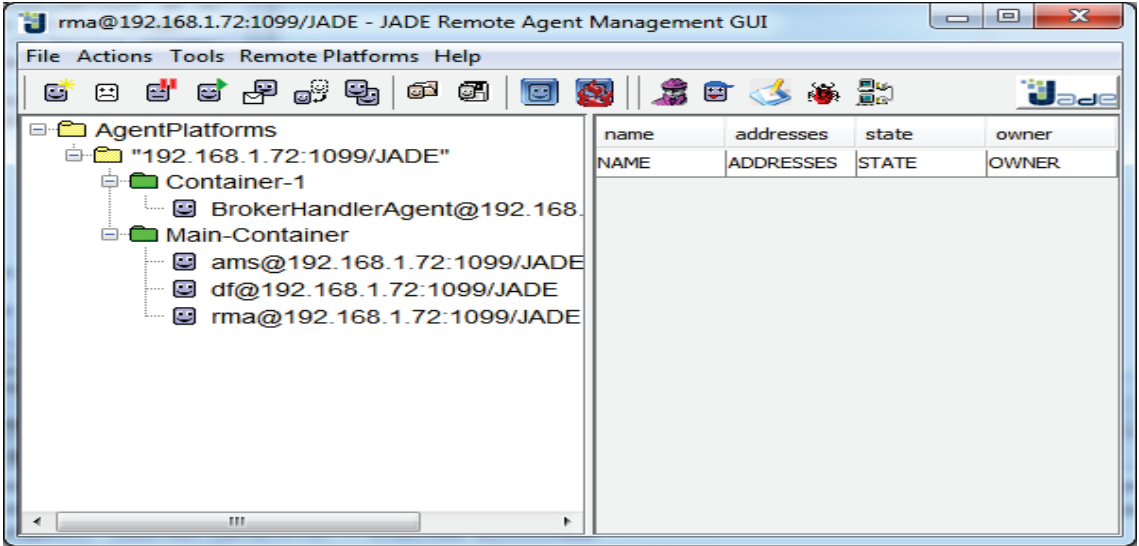 rma@192.168.1.72:1099/JADE - JADE Remote Agent Management GUI
File Actions Tools Remote Platforms Help
Jade
AgentPlatforms
"192.168.1.72:1099/JADE"
Container-1
BrokerHandlerAgent@192.168.
Main-Container
ams@192.168.1.72:1099/JADE
df@192.168.1.72:1099/JADE
rma@192.168.1.72:1099/JADE
name addresses state owner
NAME ADDRESSES STATE OWNER